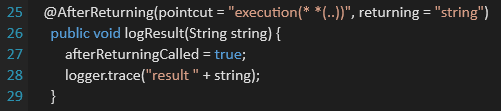 25 @AfterReturning(pointcut = "execution(* *(..))", returning = "string")
26 public void logResult(String string) {
27 afterReturningCalled = true;
28 logger.trace("result " + string);
29 }